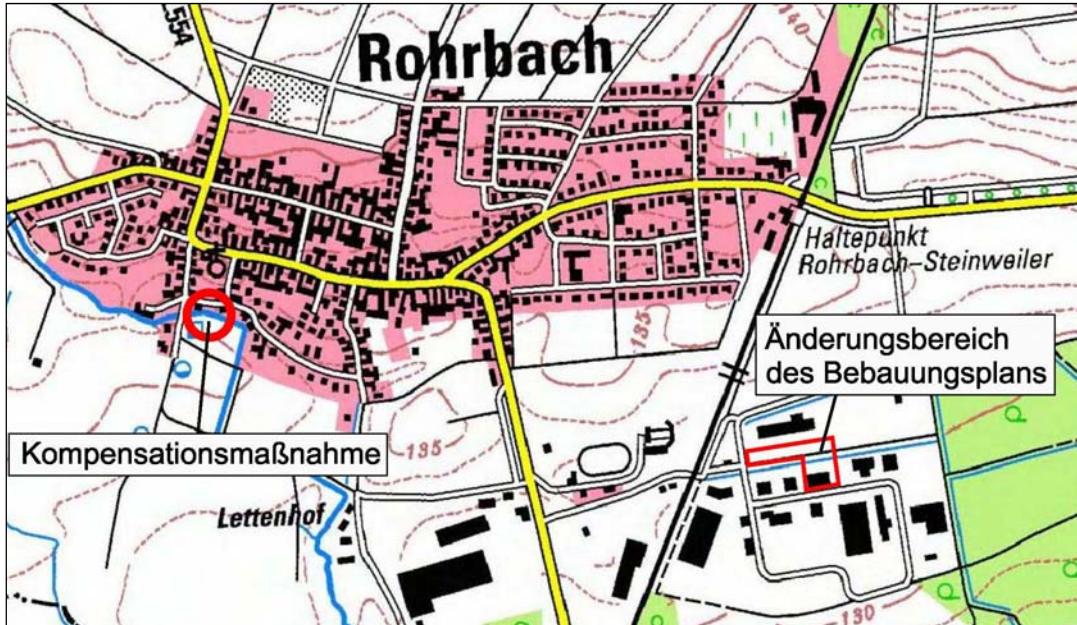 554
Rohrbach
140
Haltepunkt
Rohrbach-Steinweiler
135
Änderungsbereich
des Bebauungsplans
Kompensationsmaßnahme
135
Lettenhof
130